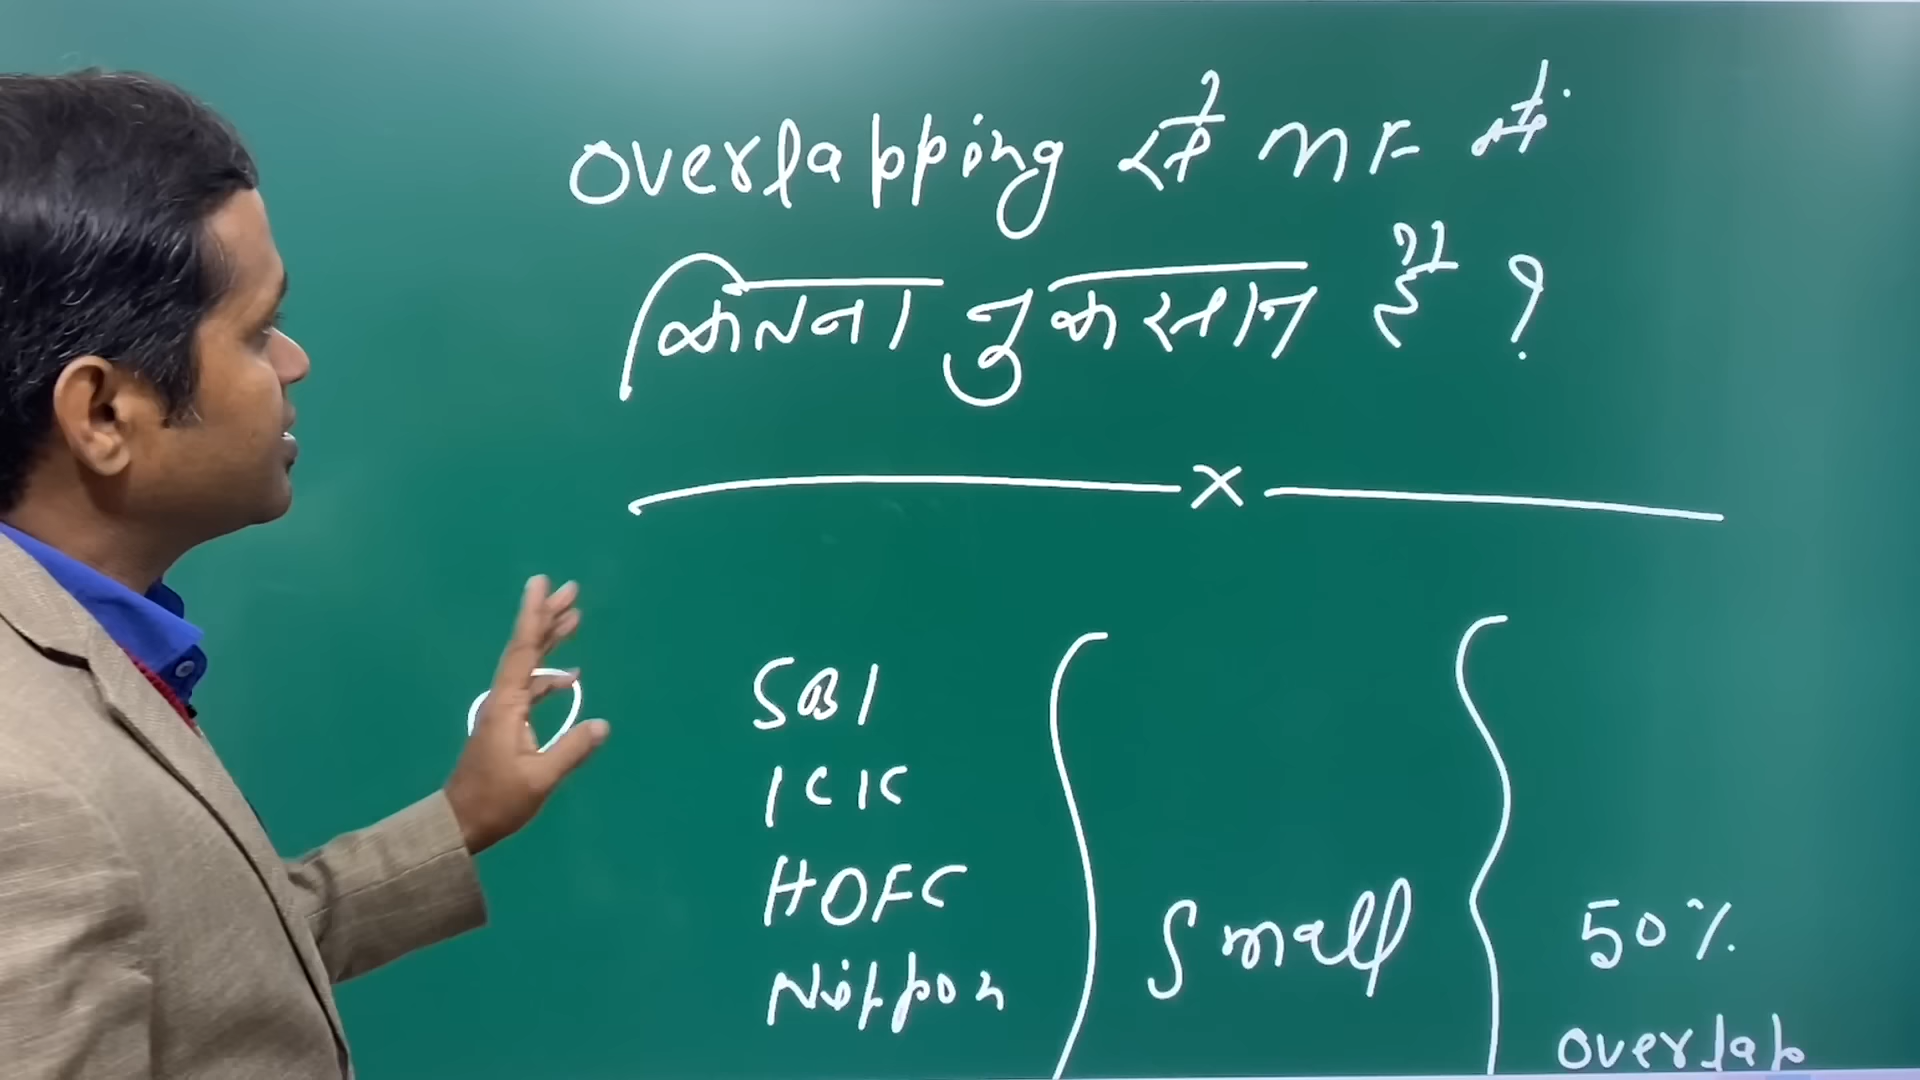 overlapping से MF में
कितना नुकसान है ?
x
SBI
ICIC
HDFC
Nippon
Small
50%
overlap